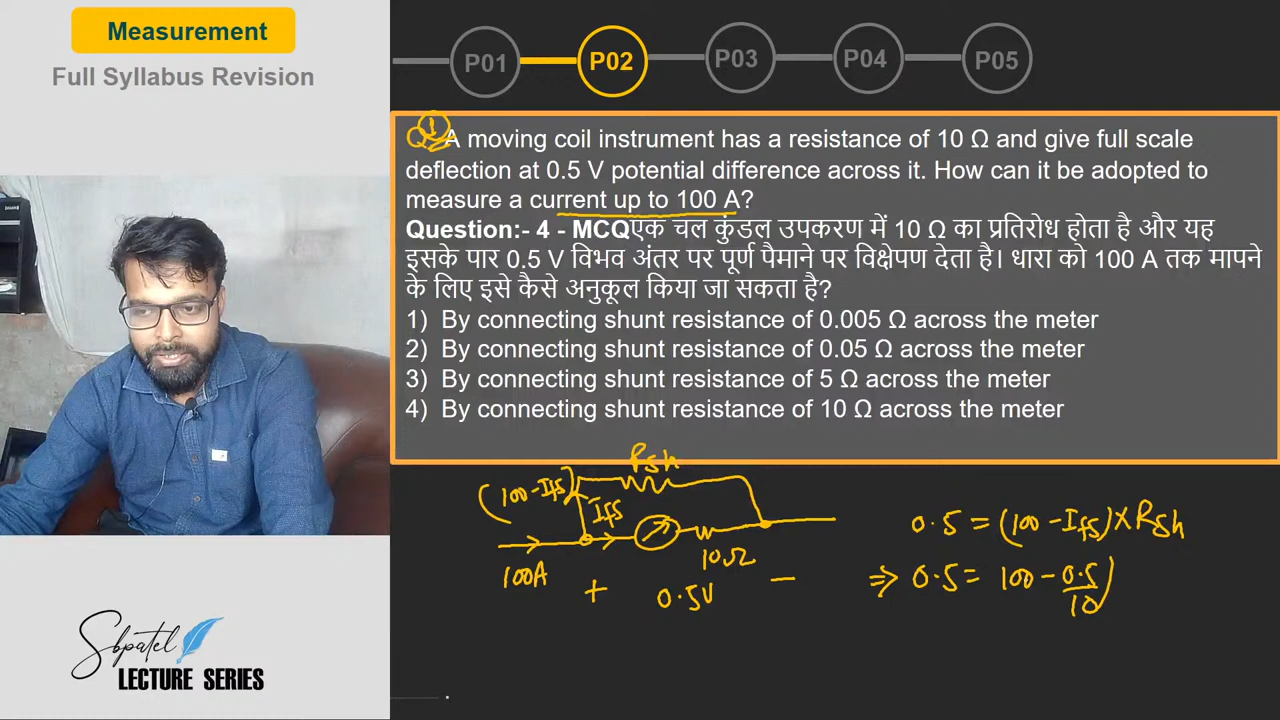 Measurement
Full Syllabus Revision
P01
P02
P03
P04
P05
Q 1 A moving coil instrument has a resistance of 10 Ω and give full scale
deflection at 0.5 V potential difference across it. How can it be adopted to
measure a current up to 100 A?
Question:- 4 - MCQएक चल कुंडल उपकरण में 10 Ω का प्रतिरोध होता है और यह
इसके पार 0.5 V विभव अंतर पर पूर्ण पैमाने पर विक्षेपण देता है। धारा को 100 A तक मापने
के लिए इसे कैसे अनुकूल किया जा सकता है?
1) By connecting shunt resistance of 0.005 Ω across the meter
2) By connecting shunt resistance of 0.05 Ω across the meter
3) By connecting shunt resistance of 5 Ω across the meter
4) By connecting shunt resistance of 10 Ω across the meter
Rsh
(100-Ifs)
Ifs
10Ω
100A
+ 0.5V -
0.5 = (100 - Ifs) × Rsh
⇒ 0.5 = 100 - 0.5/10)
Sbpatel
LECTURE SERIES